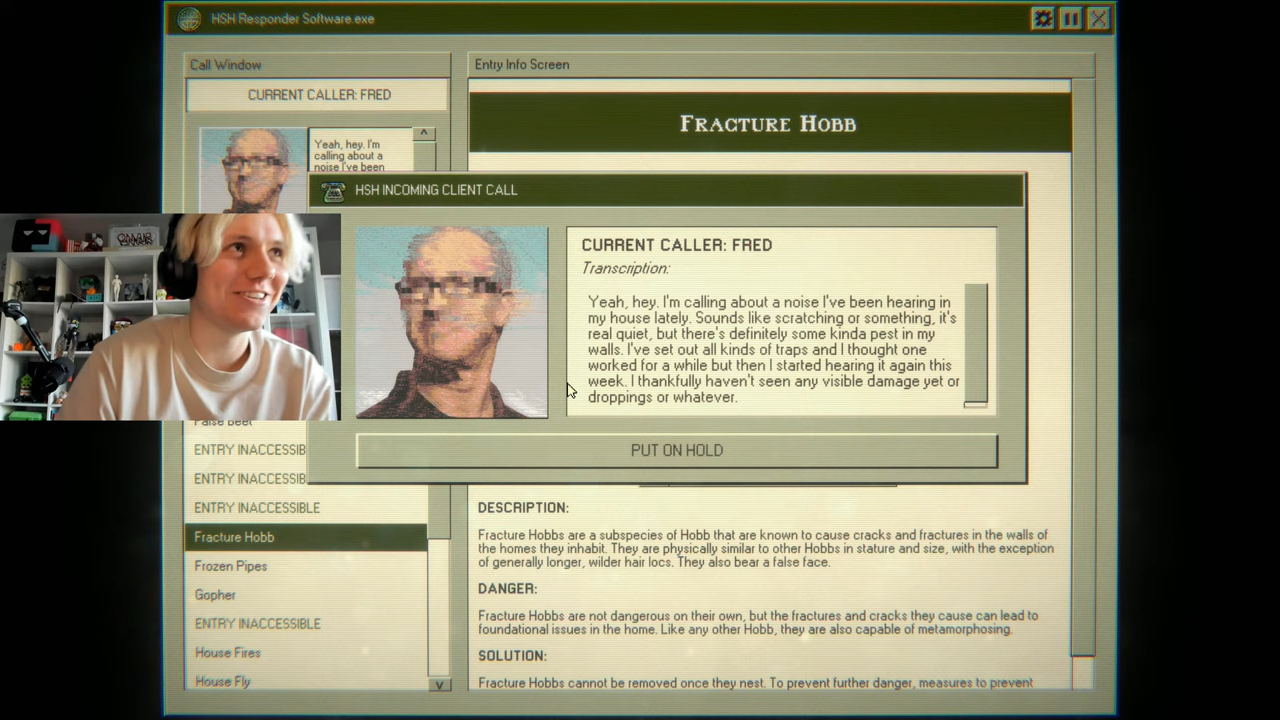 HSH Responder Software.exe
Call Window
Entry Info Screen
CURRENT CALLER: FRED
FRACTURE HOBB
Yeah, hey. I'm
calling about a
noise I've been
HSH INCOMING CLIENT CALL
CURRENT CALLER: FRED
Transcription:
Yeah, hey. I'm calling about a noise I've been hearing in
my house lately. Sounds like scratching or something, it's
real quiet, but there's definitely some kinda pest in my
walls. I've set out all kinds of traps and I thought one
worked for a while but then I started hearing it again this
week. I thankfully haven't seen any visible damage yet or
droppings or whatever.
PUT ON HOLD
ENTRY INACCESSIB
ENTRY INACCESSIB
ENTRY INACCESSIBLE
Fracture Hobb
Frozen Pipes
Gopher
ENTRY INACCESSIBLE
House Fires
House Fly
DESCRIPTION:
Fracture Hobbs are a subspecies of Hobb that are known to cause cracks and fractures in the walls of
the homes they inhabit. They are physically similar to other Hobbs in stature and size, with the exception
of generally longer, wilder hair locs. They also bear a false face.
DANGER:
Fracture Hobbs are not dangerous on their own, but the fractures and cracks they cause can lead to
foundational issues in the home. Like any other Hobb, they are also capable of metamorphosing.
SOLUTION:
Fracture Hobbs cannot be removed once they nest. To prevent further danger, measures to prevent